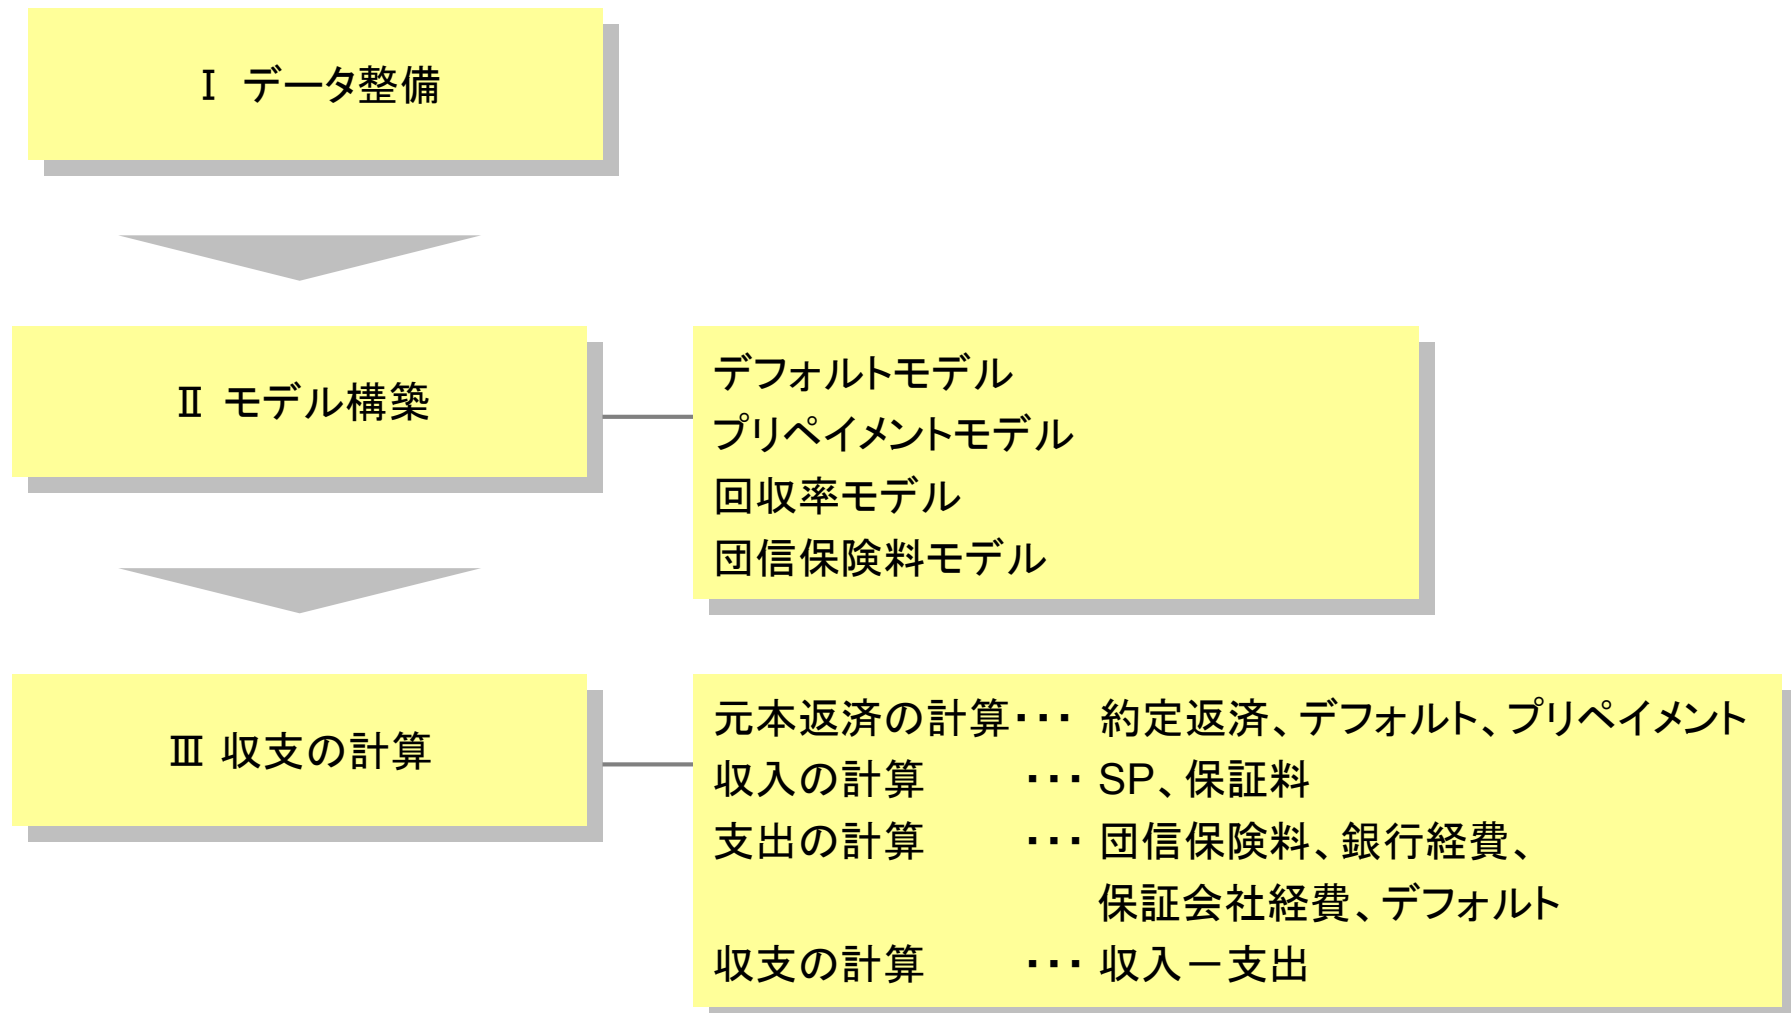 Ⅰ データ整備
Ⅱ モデル構築
デフォルトモデル
プリペイメントモデル
回収率モデル
団信保険料モデル
Ⅲ 収支の計算
元本返済の計算・・・ 約定返済、デフォルト、プリペイメント
収入の計算 ・・・ SP、保証料
支出の計算 ・・・ 団信保険料、銀行経費、
保証会社経費、デフォルト
収支の計算 ・・・ 収入－支出